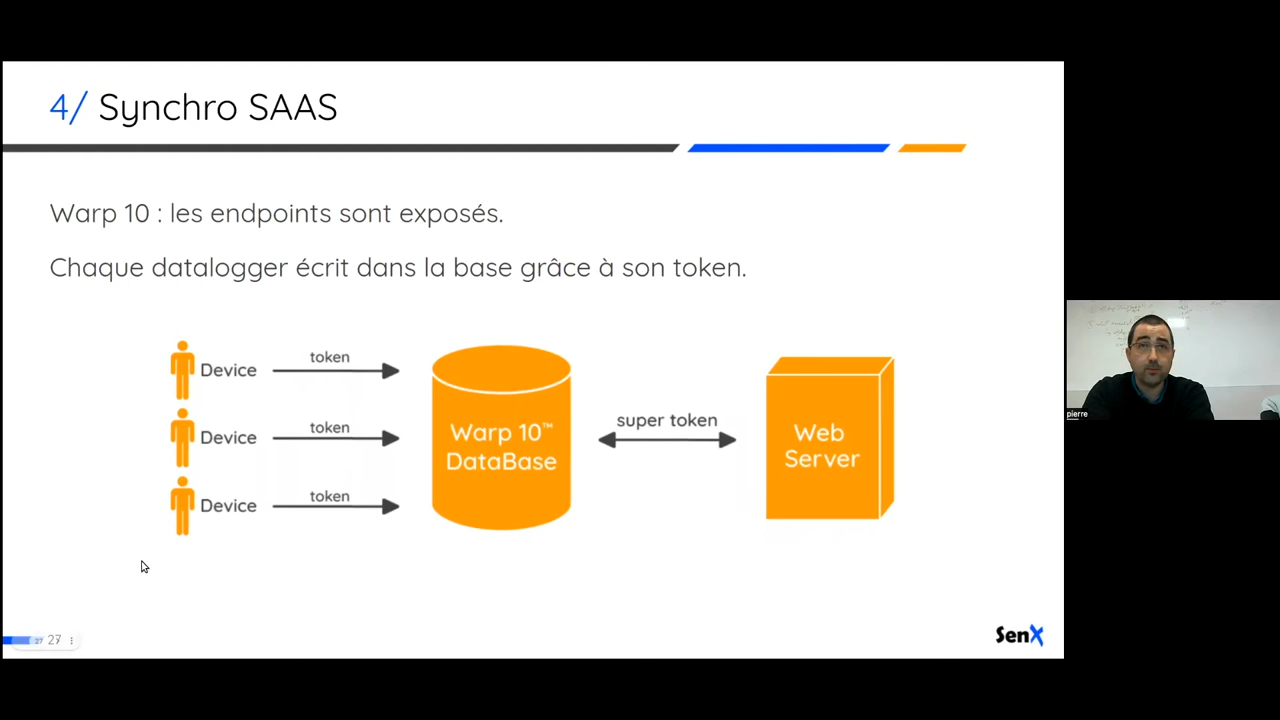 4/ Synchro SAAS
Warp 10 : les endpoints sont exposés.
Chaque datalogger écrit dans la base grâce à son token.
Device
token
Device
token
Device
token
Warp 10™
DataBase
super token
Web
Server
pierre
27
27
SenX